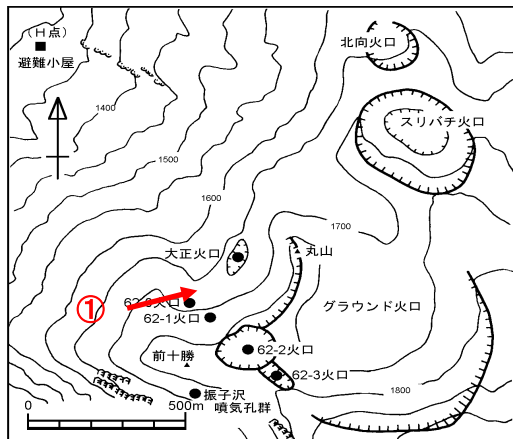 (H点)
避難小屋
北向火口
スリバチ火口
1400
1500
1600
1700
大正火口
丸山
グラウンド火口
①
62-0火口
62-1火口
62-2火口
前十勝
62-3火口
1800
振子沢
噴気孔群
0
500m